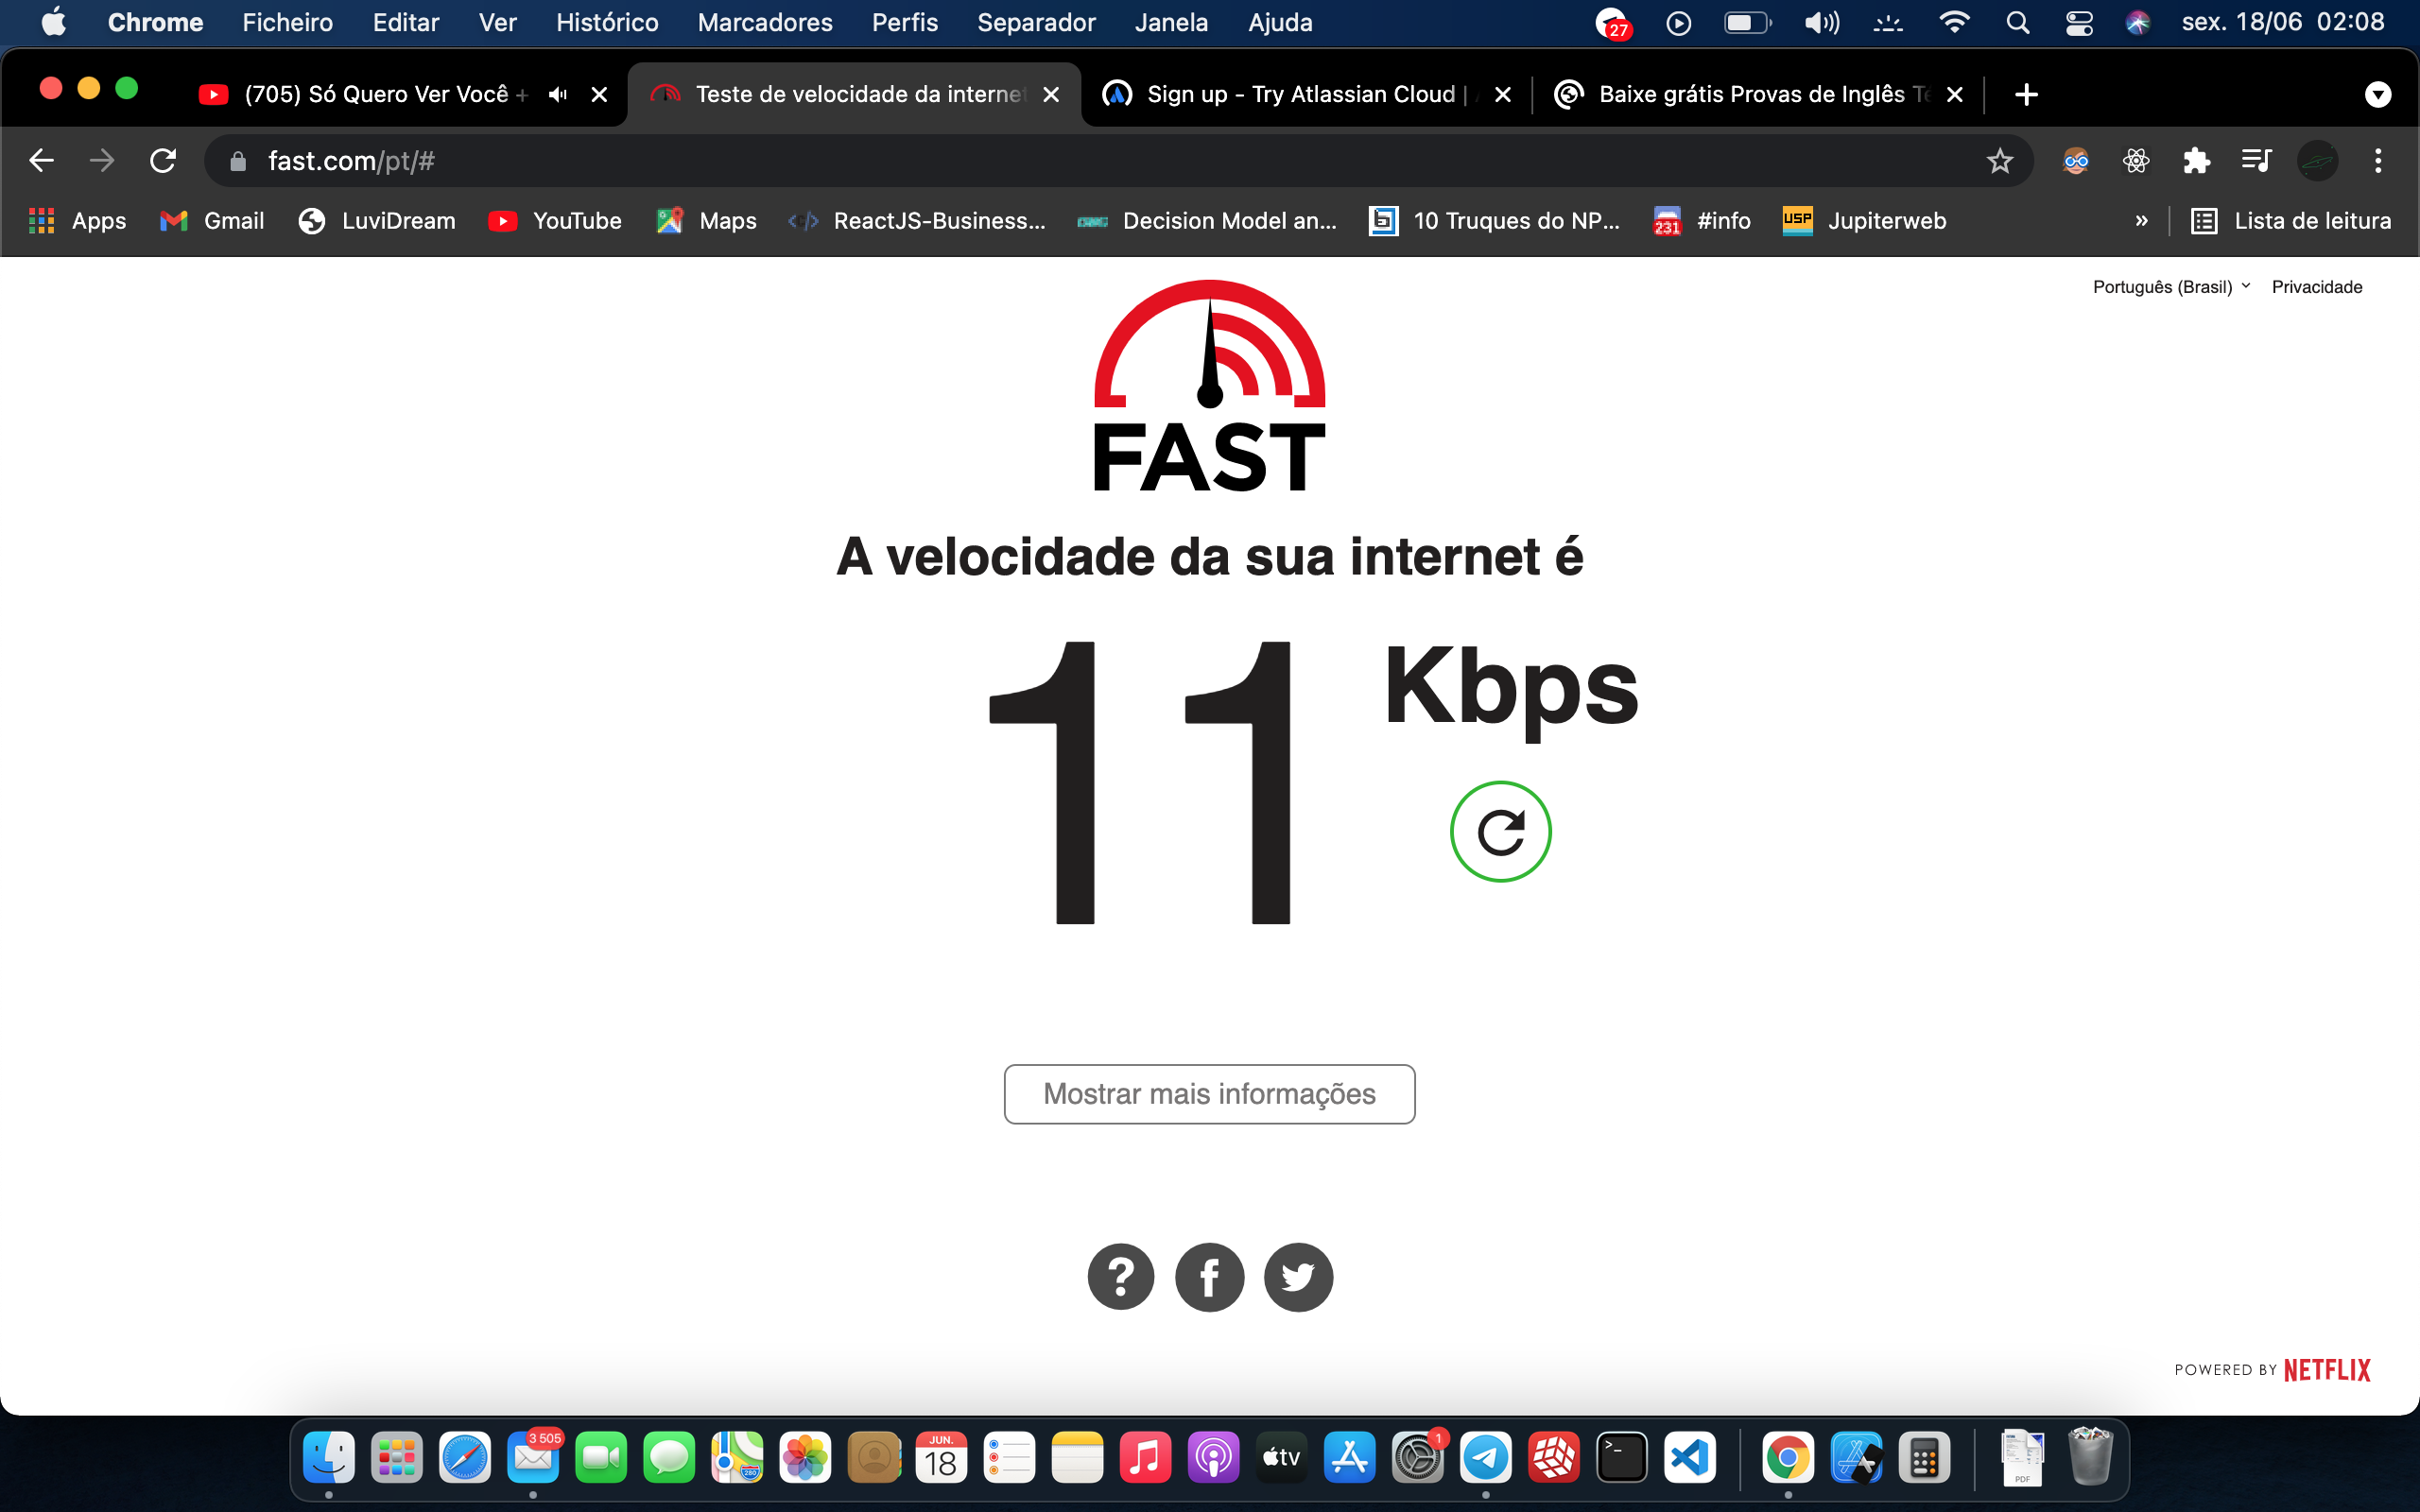 Chrome Ficheiro Editar Ver Histórico Marcadores Perfis Separador Janela Ajuda 27 sex. 18/06 02:08
(705) Só Quero Ver Você + Teste de velocidade da internet Sign up - Try Atlassian Cloud | Baixe grátis Provas de Inglês
fast.com/pt/#
Apps Gmail LuviDream YouTube Maps ReactJS-Business... Decision Model an... 10 Truques do NP... 231 #info USP Jupiterweb » Lista de leitura
Português (Brasil) Privacidade
FAST
A velocidade da sua internet é
11 Kbps
Mostrar mais informações
POWERED BY NETFLIX
3 505 JUN. 18 280 tv 1 PDF